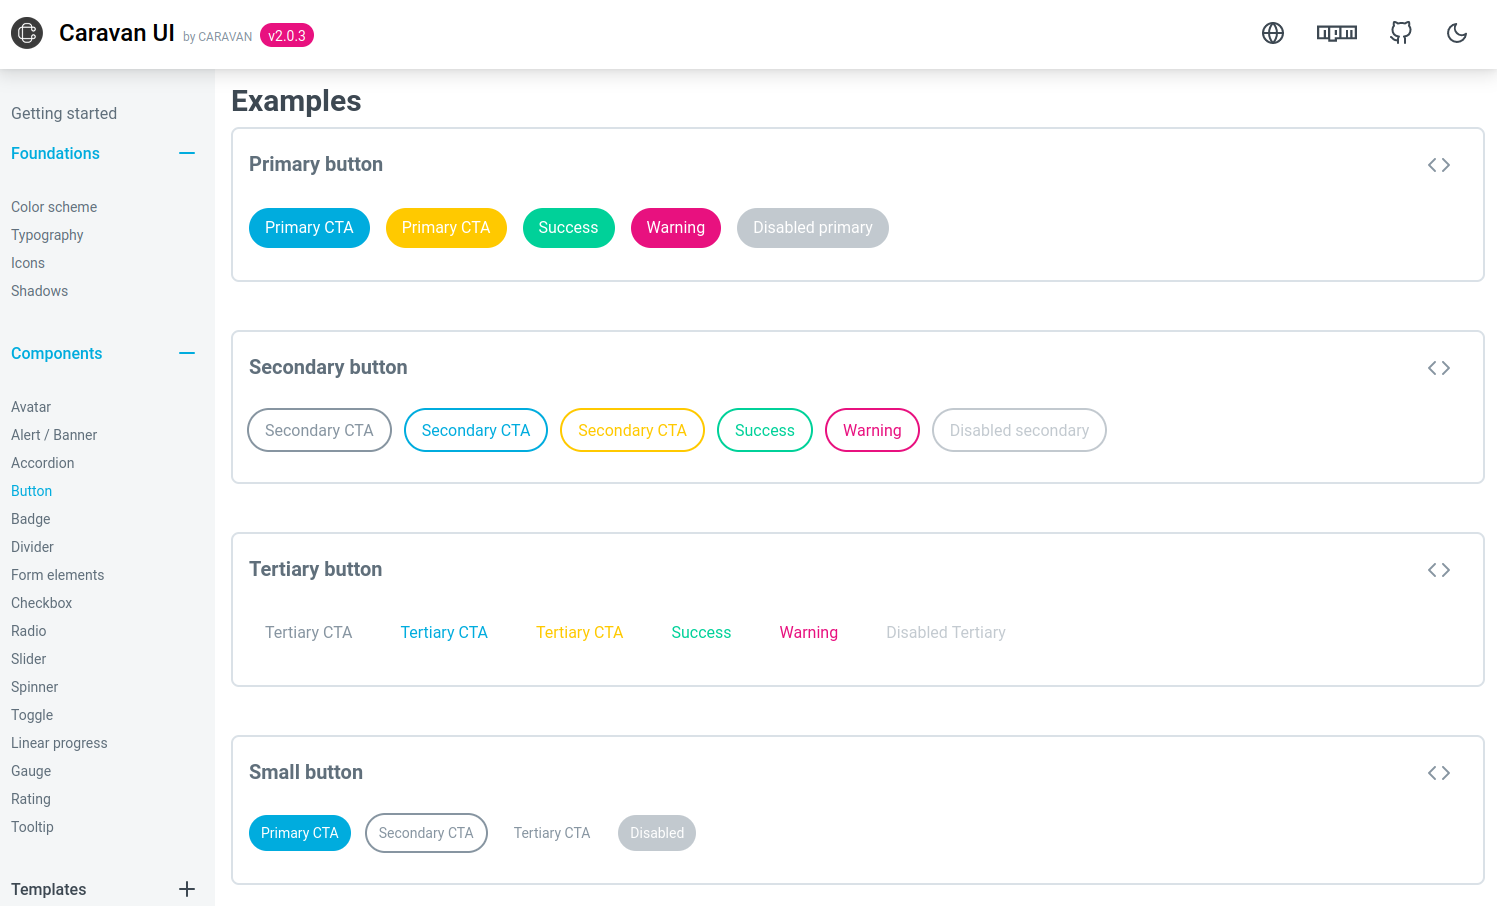 Caravan UI by CARAVAN v2.0.3
npm
Getting started
Foundations
Color scheme
Typography
Icons
Shadows
Components
Avatar
Alert / Banner
Accordion
Button
Badge
Divider
Form elements
Checkbox
Radio
Slider
Spinner
Toggle
Linear progress
Gauge
Rating
Tooltip
Templates
Examples
Primary button
Primary CTA Primary CTA Success Warning Disabled primary
Secondary button
Secondary CTA Secondary CTA Secondary CTA Success Warning Disabled secondary
Tertiary button
Tertiary CTA Tertiary CTA Tertiary CTA Success Warning Disabled Tertiary
Small button
Primary CTA Secondary CTA Tertiary CTA Disabled